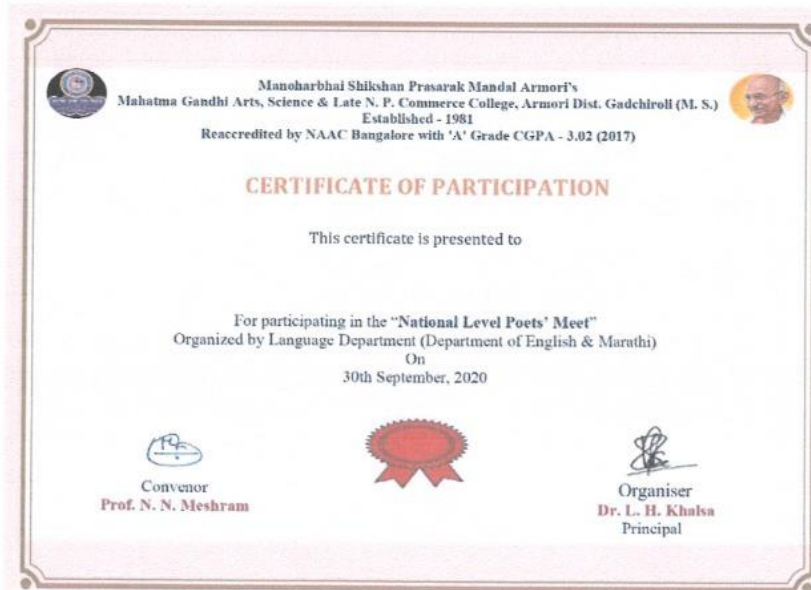 Manoharbhai Shikshan Prasarak Mandal Armori's
Mahatma Gandhi Arts, Science & Late N. P. Commerce College, Armori Dist. Gadchiroli (M. S.)
Established - 1981
Reaccredited by NAAC Bangalore with 'A' Grade CGPA - 3.02 (2017)
CERTIFICATE OF PARTICIPATION
This certificate is presented to
For participating in the “National Level Poets’ Meet”
Organized by Language Department (Department of English & Marathi)
On
30th September, 2020
Convenor
Prof. N. N. Meshram
Organiser
Dr. L. H. Khalsa
Principal